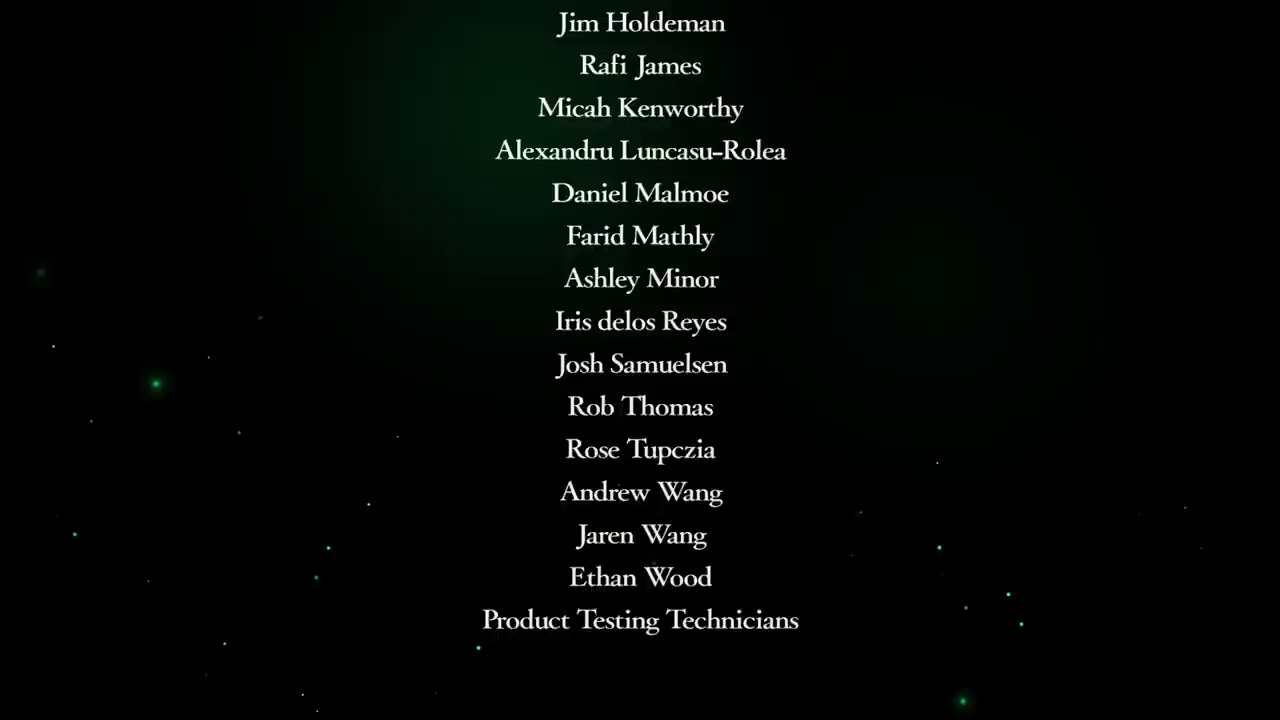 Jim Holdeman
Rafi James
Micah Kenworthy
Alexandru Luncasu-Rolea
Daniel Malmoe
Farid Mathly
Ashley Minor
Iris delos Reyes
Josh Samuelsen
Rob Thomas
Rose Tupczia
Andrew Wang
Jaren Wang
Ethan Wood
Product Testing Technicians